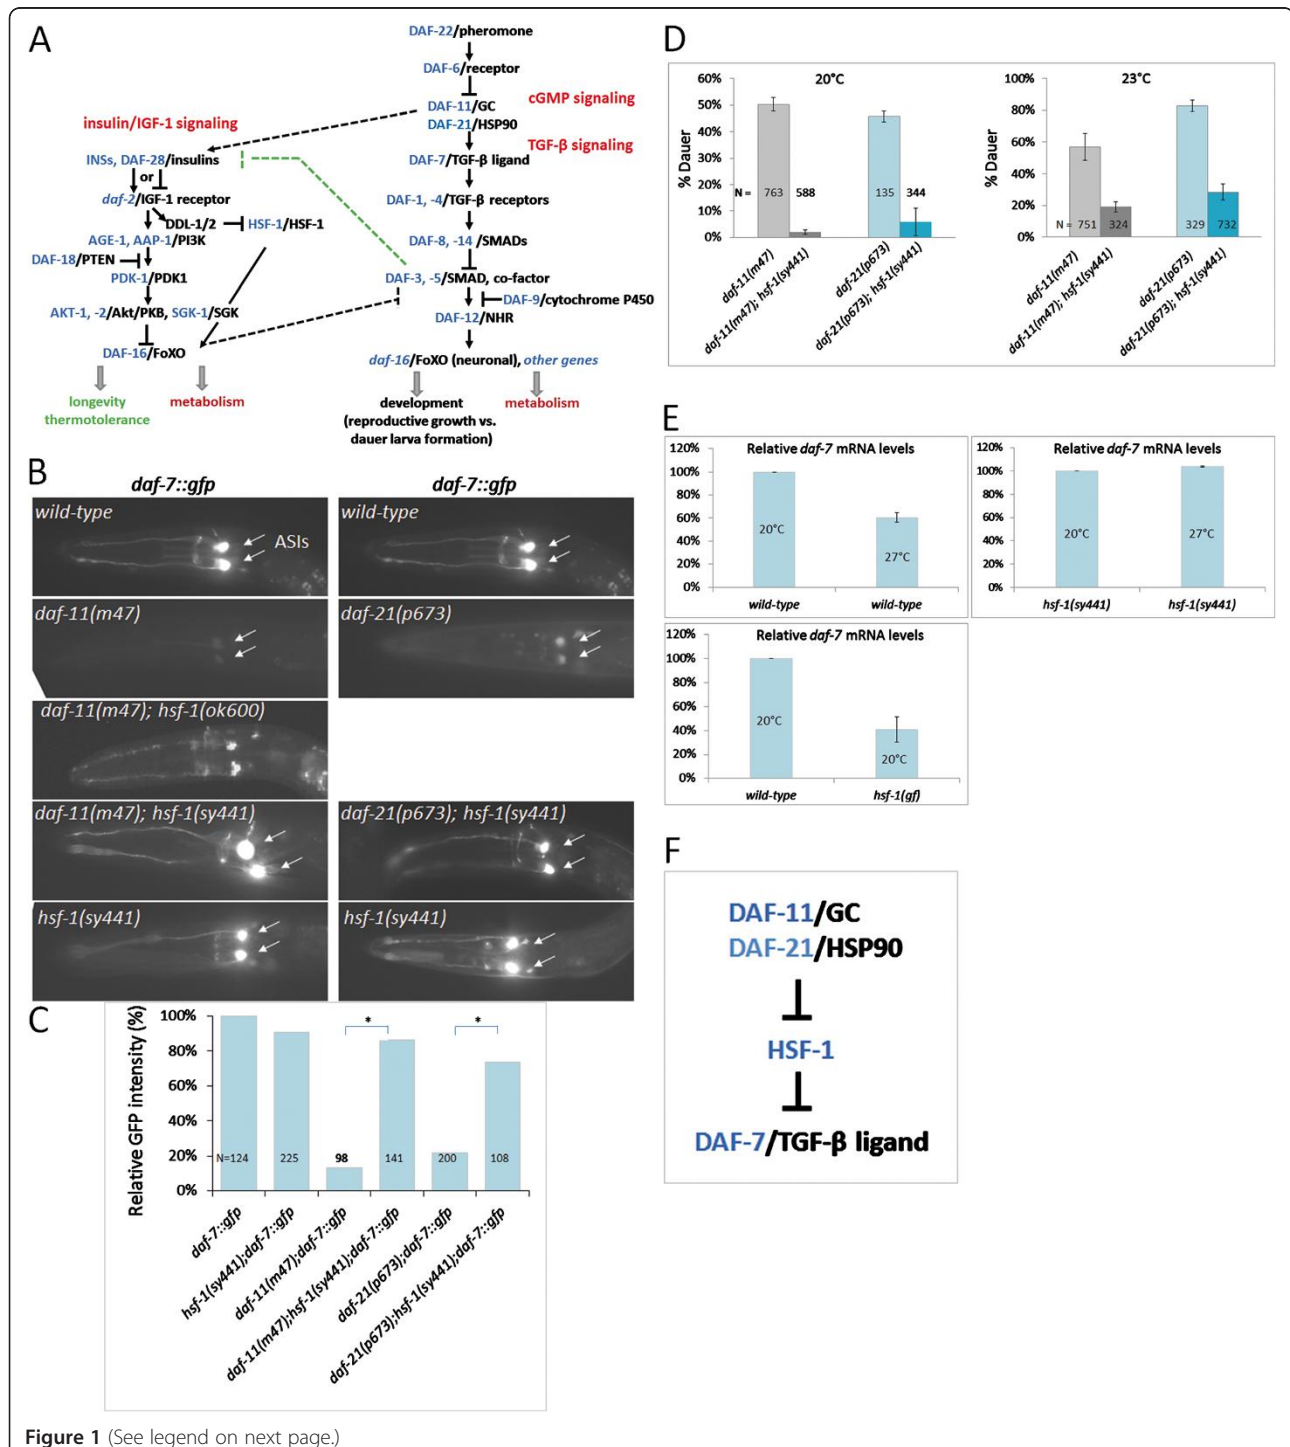 A
DAF-22/pheromone
DAF-6/receptor
DAF-11/GC
DAF-21/HSP90
cGMP signaling
TGF-β signaling
DAF-7/TGF-β ligand
DAF-1, -4/TGF-β receptors
DAF-8, -14/SMADs
DAF-3, -5/SMAD, co-factor
DAF-9/cytochrome P450
DAF-12/NHR
daf-16/FoXO (neuronal), other genes
development
(reproductive growth vs.
dauer larva formation)
metabolism
insulin/IGF-1 signaling
INSs, DAF-28/insulins
or
daf-2/IGF-1 receptor
DDL-1/2
HSF-1/HSF-1
AGE-1, AAP-1/PI3K
DAF-18/PTEN
PDK-1/PDK1
AKT-1, -2/Akt/PKB, SGK-1/SGK
DAF-16/FoXO
longevity
thermotolerance
metabolism
B
daf-7::gfp
daf-7::gfp
wild-type
ASIs
wild-type
daf-11(m47)
daf-21(p673)
daf-11(m47); hsf-1(ok600)
daf-11(m47); hsf-1(sy441)
daf-21(p673); hsf-1(sy441)
hsf-1(sy441)
hsf-1(sy441)
C
Relative GFP intensity (%)
100%
80%
60%
40%
20%
0%
*
*
N=124
225
98
141
200
108
daf-7::gfp
hsf-1(sy441);daf-7::gfp
daf-11(m47);daf-7::gfp
daf-11(m47);hsf-1(sy441);daf-7::gfp
daf-21(p673);daf-7::gfp
daf-21(p673);hsf-1(sy441);daf-7::gfp
D
20°C
% Dauer
60%
50%
40%
30%
20%
10%
0%
N =
763
588
135
344
daf-11(m47)
daf-11(m47); hsf-1(sy441)
daf-21(p673)
daf-21(p673); hsf-1(sy441)
23°C
% Dauer
100%
80%
60%
40%
20%
0%
N =
751
324
329
732
daf-11(m47)
daf-11(m47); hsf-1(sy441)
daf-21(p673)
daf-21(p673); hsf-1(sy441)
E
Relative daf-7 mRNA levels
120%
100%
80%
60%
40%
20%
0%
20°C
27°C
wild-type
wild-type
Relative daf-7 mRNA levels
120%
100%
80%
60%
40%
20%
0%
20°C
27°C
hsf-1(sy441)
hsf-1(sy441)
Relative daf-7 mRNA levels
120%
100%
80%
60%
40%
20%
0%
20°C
20°C
wild-type
hsf-1(gf)
F
DAF-11/GC
DAF-21/HSP90
HSF-1
DAF-7/TGF-β ligand
Figure 1 (See legend on next page.)